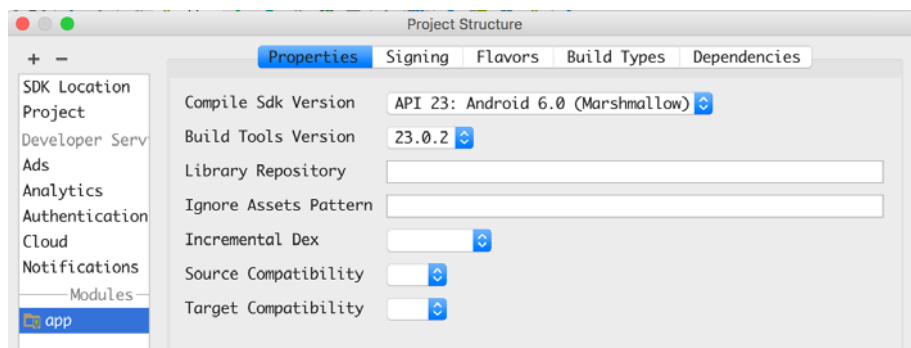 Project Structure
+ −
Properties Signing Flavors Build Types Dependencies
SDK Location
Project
Developer Serv
Ads
Analytics
Authentication
Cloud
Notifications
Modules
app
Compile Sdk Version API 23: Android 6.0 (Marshmallow)
Build Tools Version 23.0.2
Library Repository
Ignore Assets Pattern
Incremental Dex
Source Compatibility
Target Compatibility